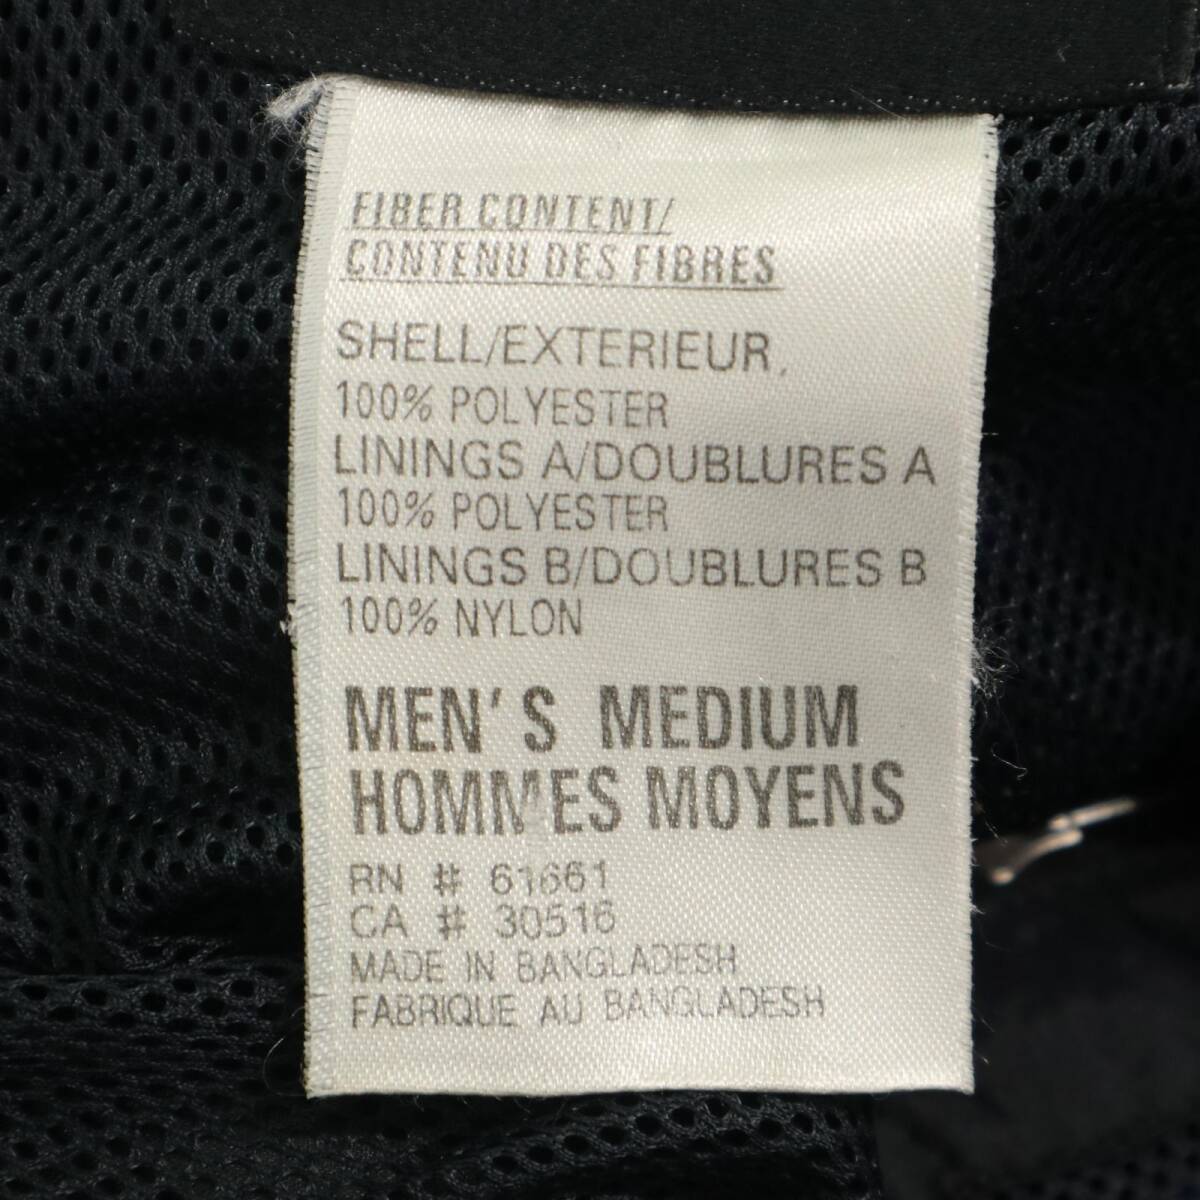 FIBER CONTENT/
CONTENU DES FIBRES
SHELL/EXTERIEUR.
100% POLYESTER
LININGS A/DOUBLURES A
100% POLYESTER
LININGS B/DOUBLURES B
100% NYLON
MEN'S MEDIUM
HOMMES MOYENS
RN # 61661
CA # 30516
MADE IN BANGLADESH
FABRIQUE AU BANGLADESH